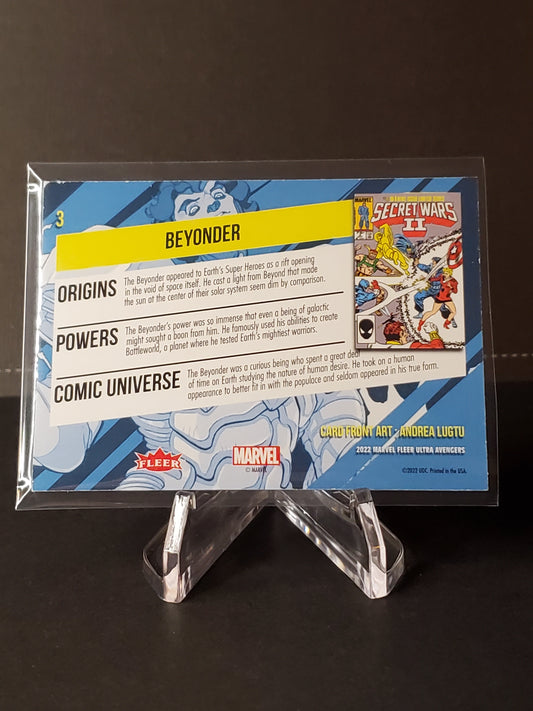 3
BEYONDER
ORIGINS
The Beyonder appeared to Earth's Super Heroes as a rift opening
in the void of space itself. He cast a light from Beyond that made
the sun at the center of their solar system seem dim by comparison.
POWERS
The Beyonder's power was so immense that even a being of galactic
might sought a boon from him. He famously used his abilities to create
Battleworld, a planet where he tested Earth's mightiest warriors.
COMIC UNIVERSE
The Beyonder was a curious being who spent a great deal
of time on Earth studying the nature of human desire. He took on a human
appearance to better fit in with the populace and seldom appeared in his true form.
MARVEL
SECRET WARS
II
CARD FRONT ART - ANDREA LUGTU
2022 MARVEL FLEER ULTRA AVENGERS
FLEER
MARVEL
© MARVEL
©2022 UDC. Printed in the USA.